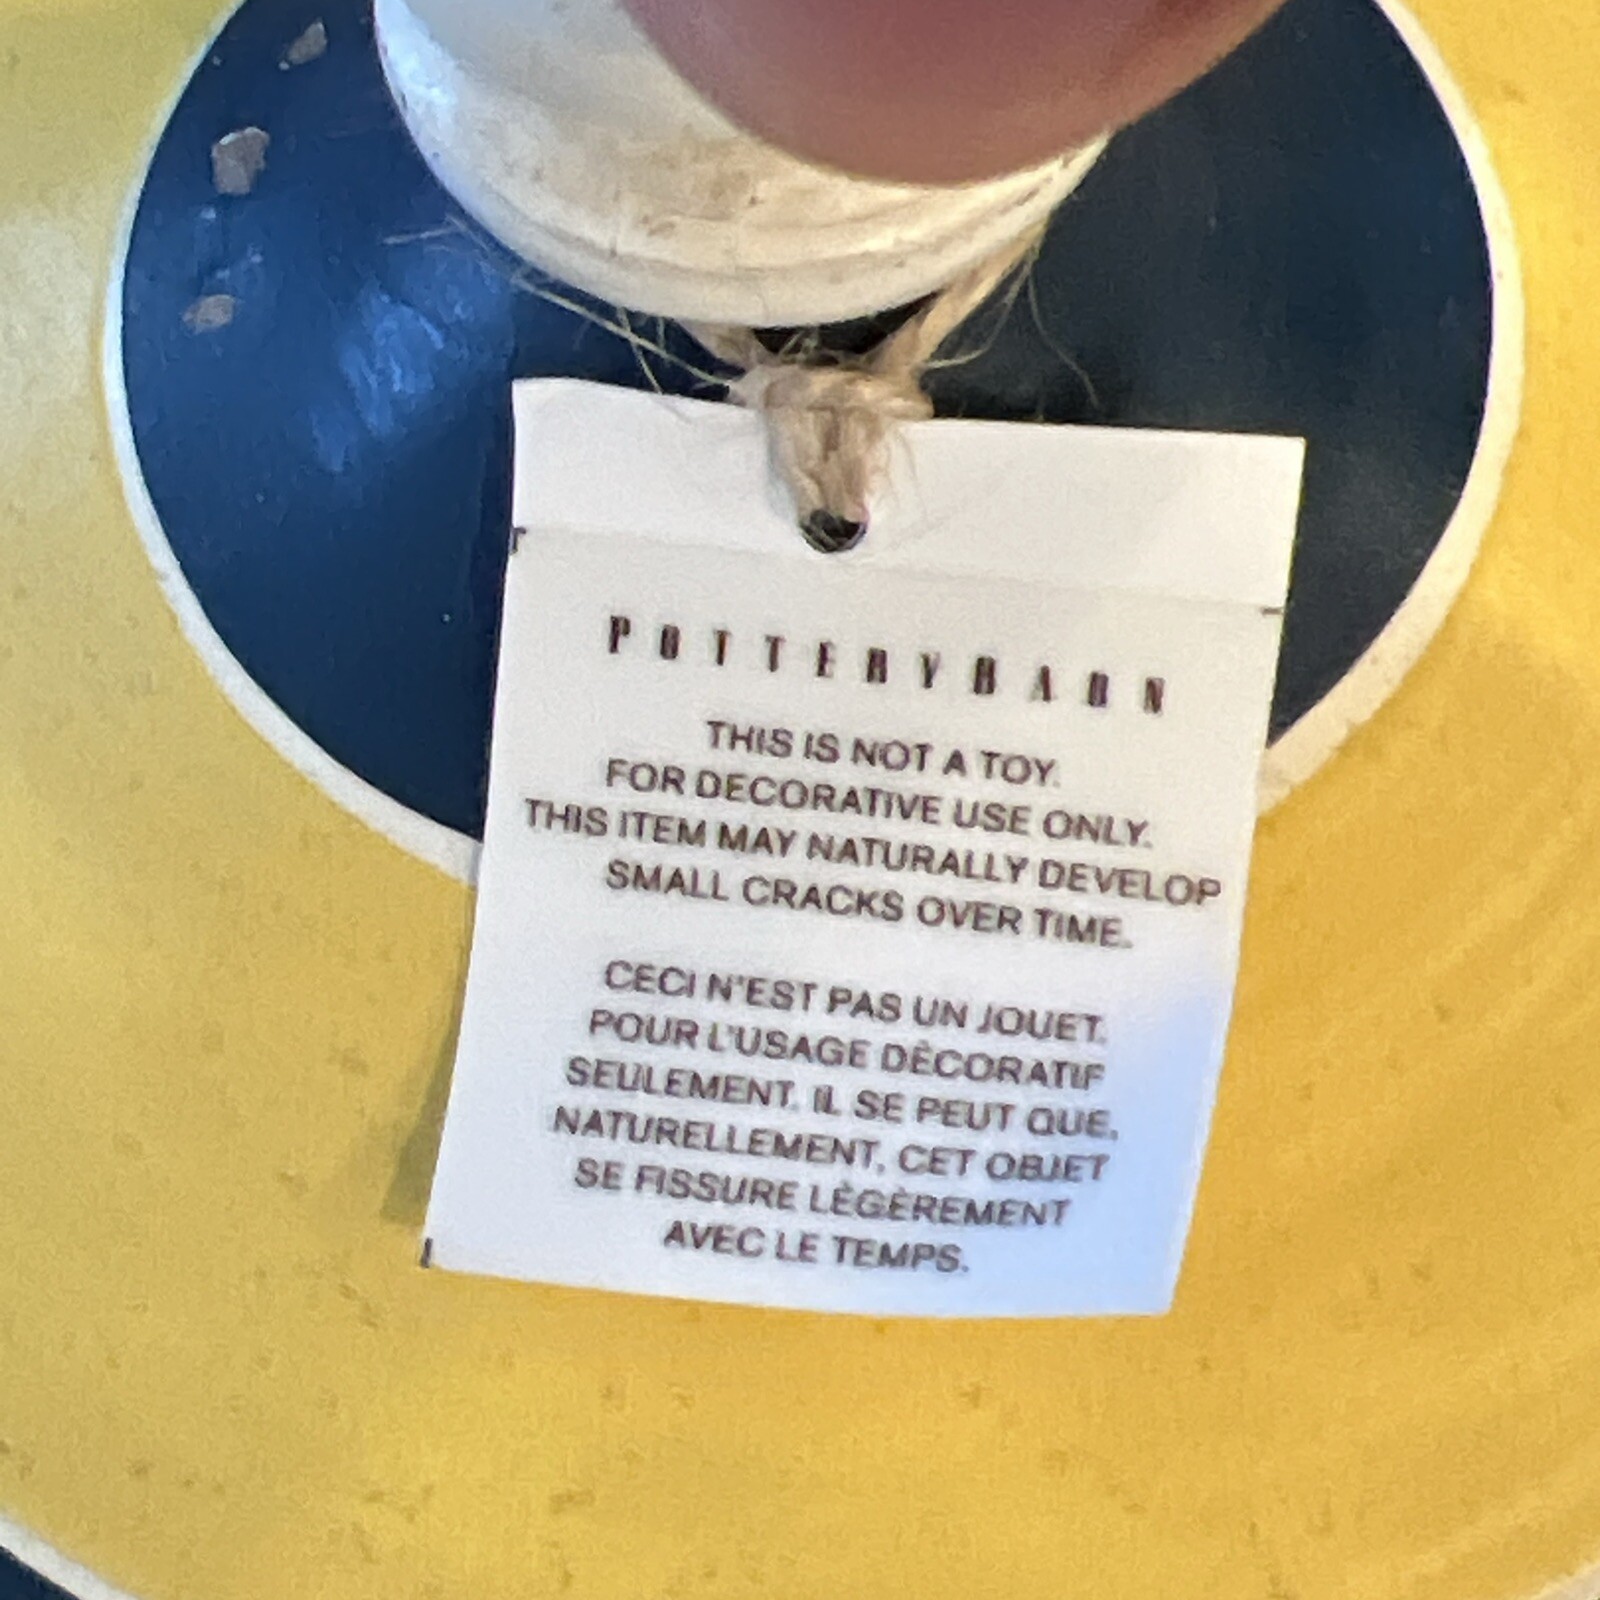 POTTERYBARN
THIS IS NOT A TOY.
FOR DECORATIVE USE ONLY.
THIS ITEM MAY NATURALLY DEVELOP
SMALL CRACKS OVER TIME.
CECI N'EST PAS UN JOUET.
POUR L'USAGE DÈCORATIF
SEULEMENT. IL SE PEUT QUE,
NATURELLEMENT, CET OBJET
SE FISSURE LÈGÈREMENT
AVEC LE TEMPS.